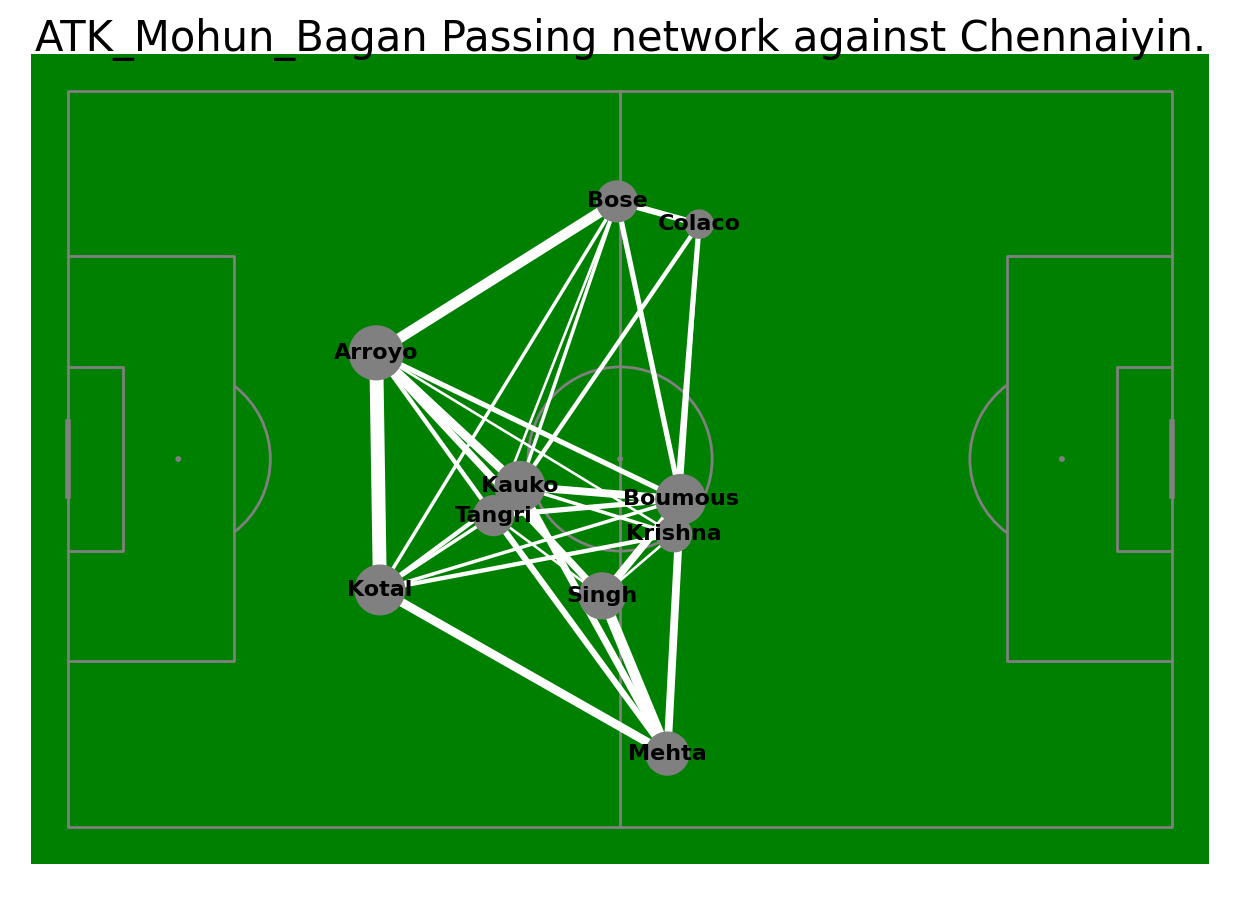 ATK_Mohun_Bagan Passing network against Chennaiyin.
Bose
Colaco
Arroyo
Kauko
Boumous
Tangri
Krishna
Kotal
Singh
Mehta